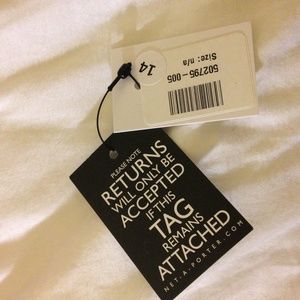 14
502795-005
Size: n/a
PLEASE NOTE
RETURNS
WILL ONLY BE
ACCEPTED
IF THIS
TAG
REMAINS
ATTACHED
NET-A-PORTER.COM